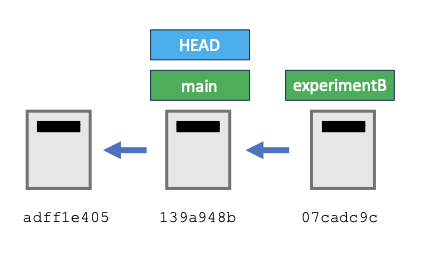 HEAD
main
experimentB
adff1e405
139a948b
07cadc9c